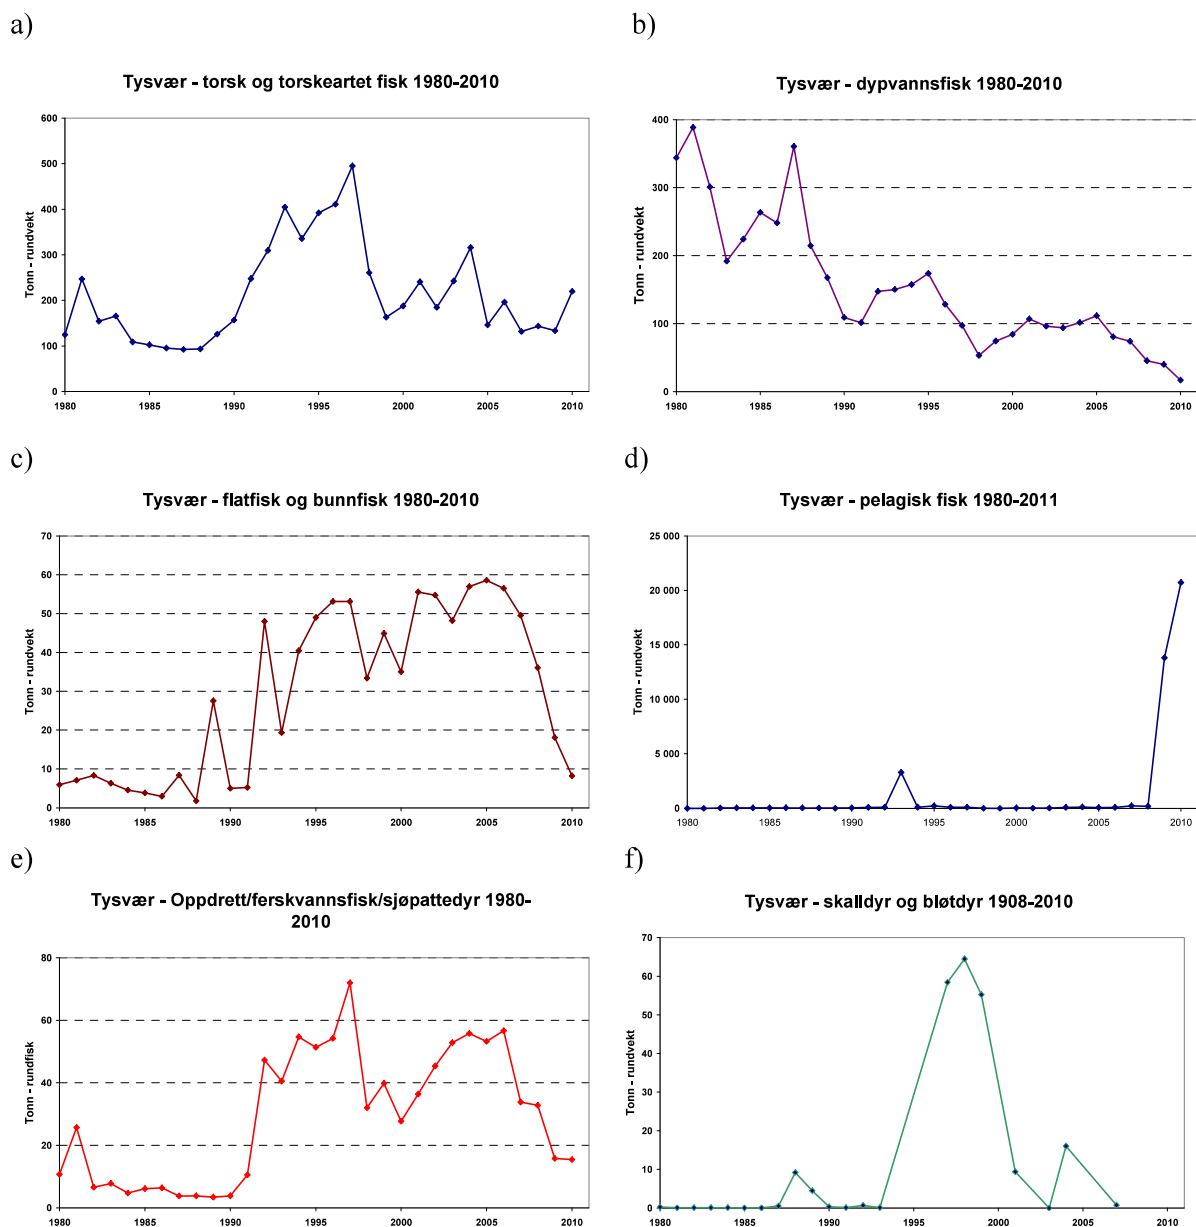 a)
Tysvær - torsk og torskeartet fisk 1980-2010
Tonn - rundvekt
600
500
400
300
200
100
0
1980 1985 1990 1995 2000 2005 2010
b)
Tysvær - dypvannsfisk 1980-2010
Tonn - rundvekt
400
300
200
100
0
1980 1985 1990 1995 2000 2005 2010
c)
Tysvær - flatfisk og bunnfisk 1980-2010
Tonn - rundvekt
70
60
50
40
30
20
10
0
1980 1985 1990 1995 2000 2005 2010
d)
Tysvær - pelagisk fisk 1980-2011
Tonn - rundvekt
25 000
20 000
15 000
10 000
5 000
0
1980 1985 1990 1995 2000 2005 2010
e)
Tysvær - Oppdrett/ferskvannsfisk/sjøpattedyr 1980-
2010
Tonn - rundfisk
80
60
40
20
0
1980 1985 1990 1995 2000 2005 2010
f)
Tysvær - skalldyr og bløtdyr 1908-2010
Tonn - rundvekt
70
60
50
40
30
20
10
0
1980 1985 1990 1995 2000 2005 2010